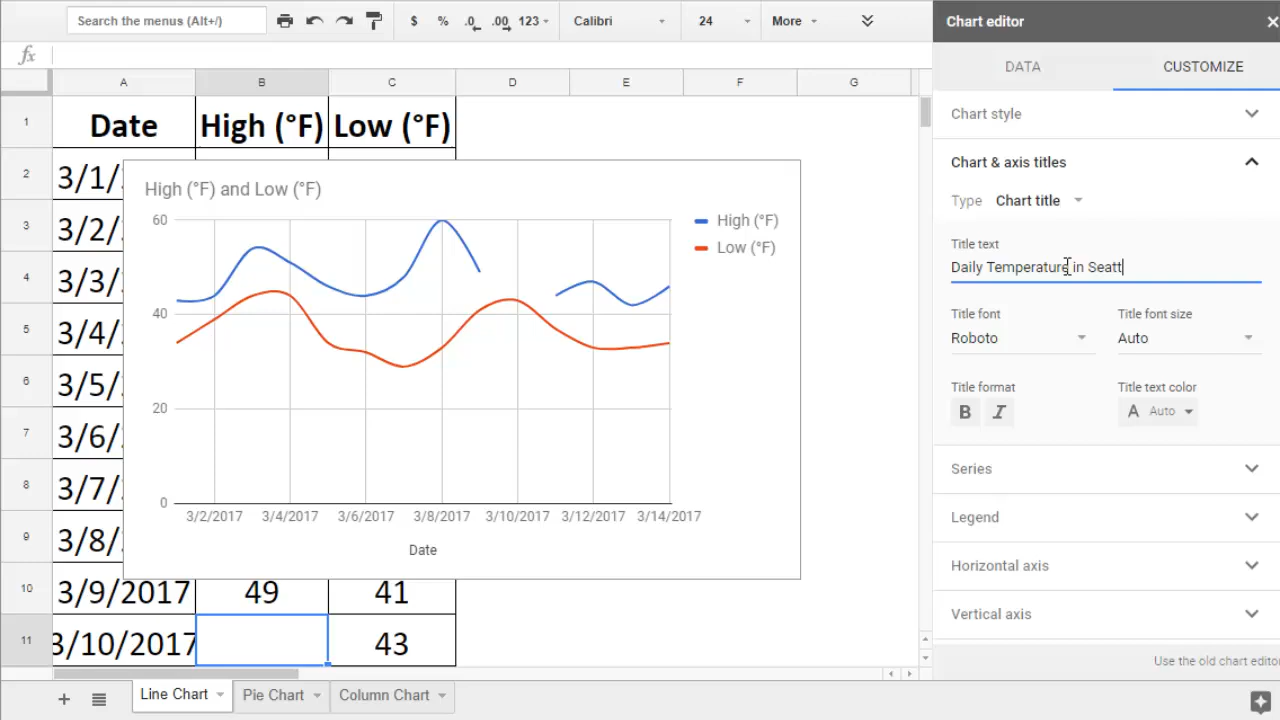 Search the menus (Alt+/)
$ % .0 .00 123 Calibri 24 More
Chart editor
fx
DATA CUSTOMIZE
A B C D E F G
Chart style
1 Date High (°F) Low (°F)
Chart & axis titles
Type Chart title
Title text
Daily Temperature in Seatt
Title font Title font size
Roboto Auto
Title format Title text color
B I A Auto
Series
Legend
Horizontal axis
Vertical axis
Use the old chart editor
2 3/1/
3 3/2/
4 3/3/
5 3/4/
6 3/5/
7 3/6/
8 3/7/
9 3/8/
10 3/9/2017 49 41
11 3/10/2017 43
High (°F) and Low (°F)
High (°F)
Low (°F)
60
40
20
0
3/2/2017 3/4/2017 3/6/2017 3/8/2017 3/10/2017 3/12/2017 3/14/2017
Date
Line Chart Pie Chart Column Chart